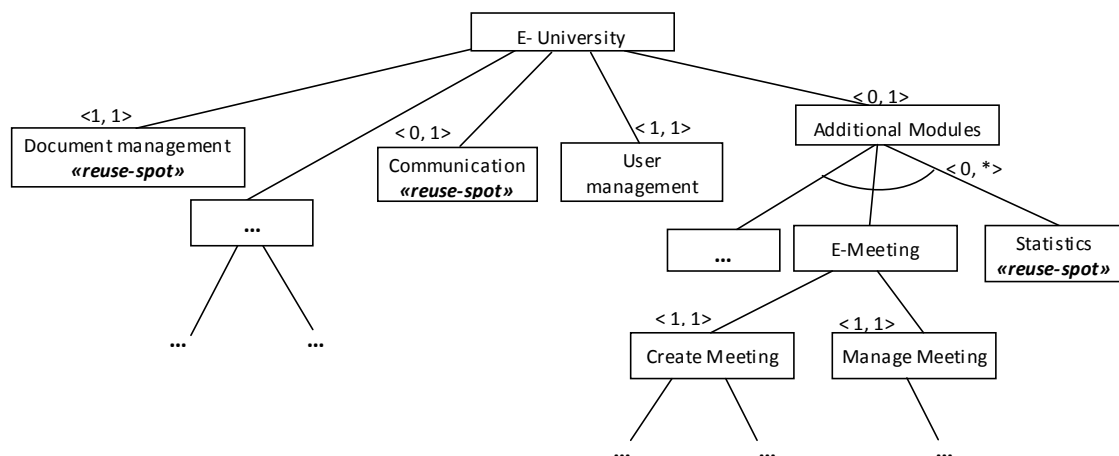 E- University
<1, 1>
Document management
«reuse-spot»
...
...
...
< 0, 1>
Communication
«reuse-spot»
< 1, 1>
User
management
< 0, 1>
Additional Modules
< 0, *>
...
E-Meeting
Statistics
«reuse-spot»
< 1, 1>
Create Meeting
< 1, 1>
Manage Meeting
...
...
...